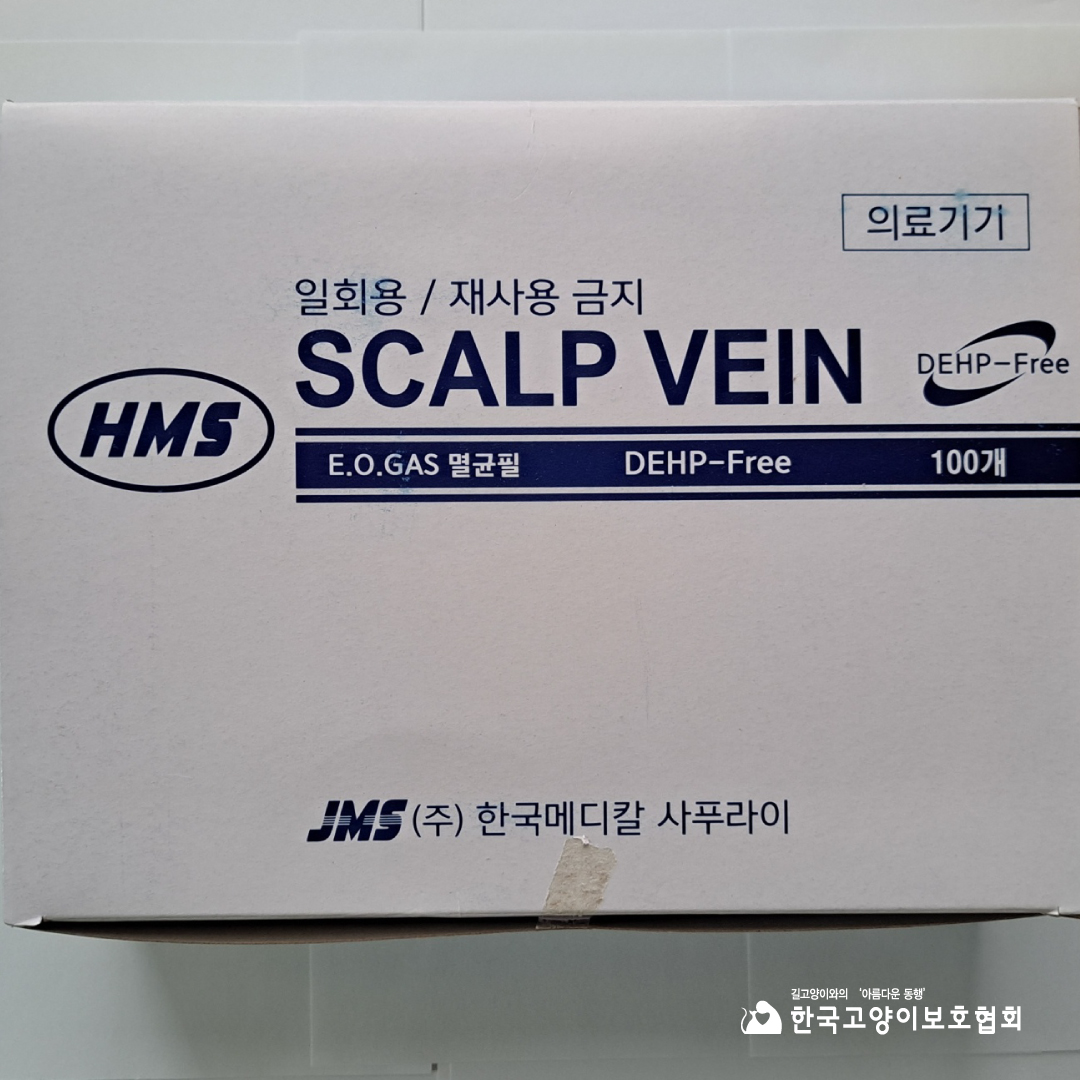 의료기기
일회용 / 재사용 금지
SCALP VEIN
DEHP-Free
HMS
E.O.GAS 멸균필 DEHP-Free 100개
JMS (주) 한국메디칼 사푸라이
길고양이와의 '아름다운 동행'
한국고양이보호협회